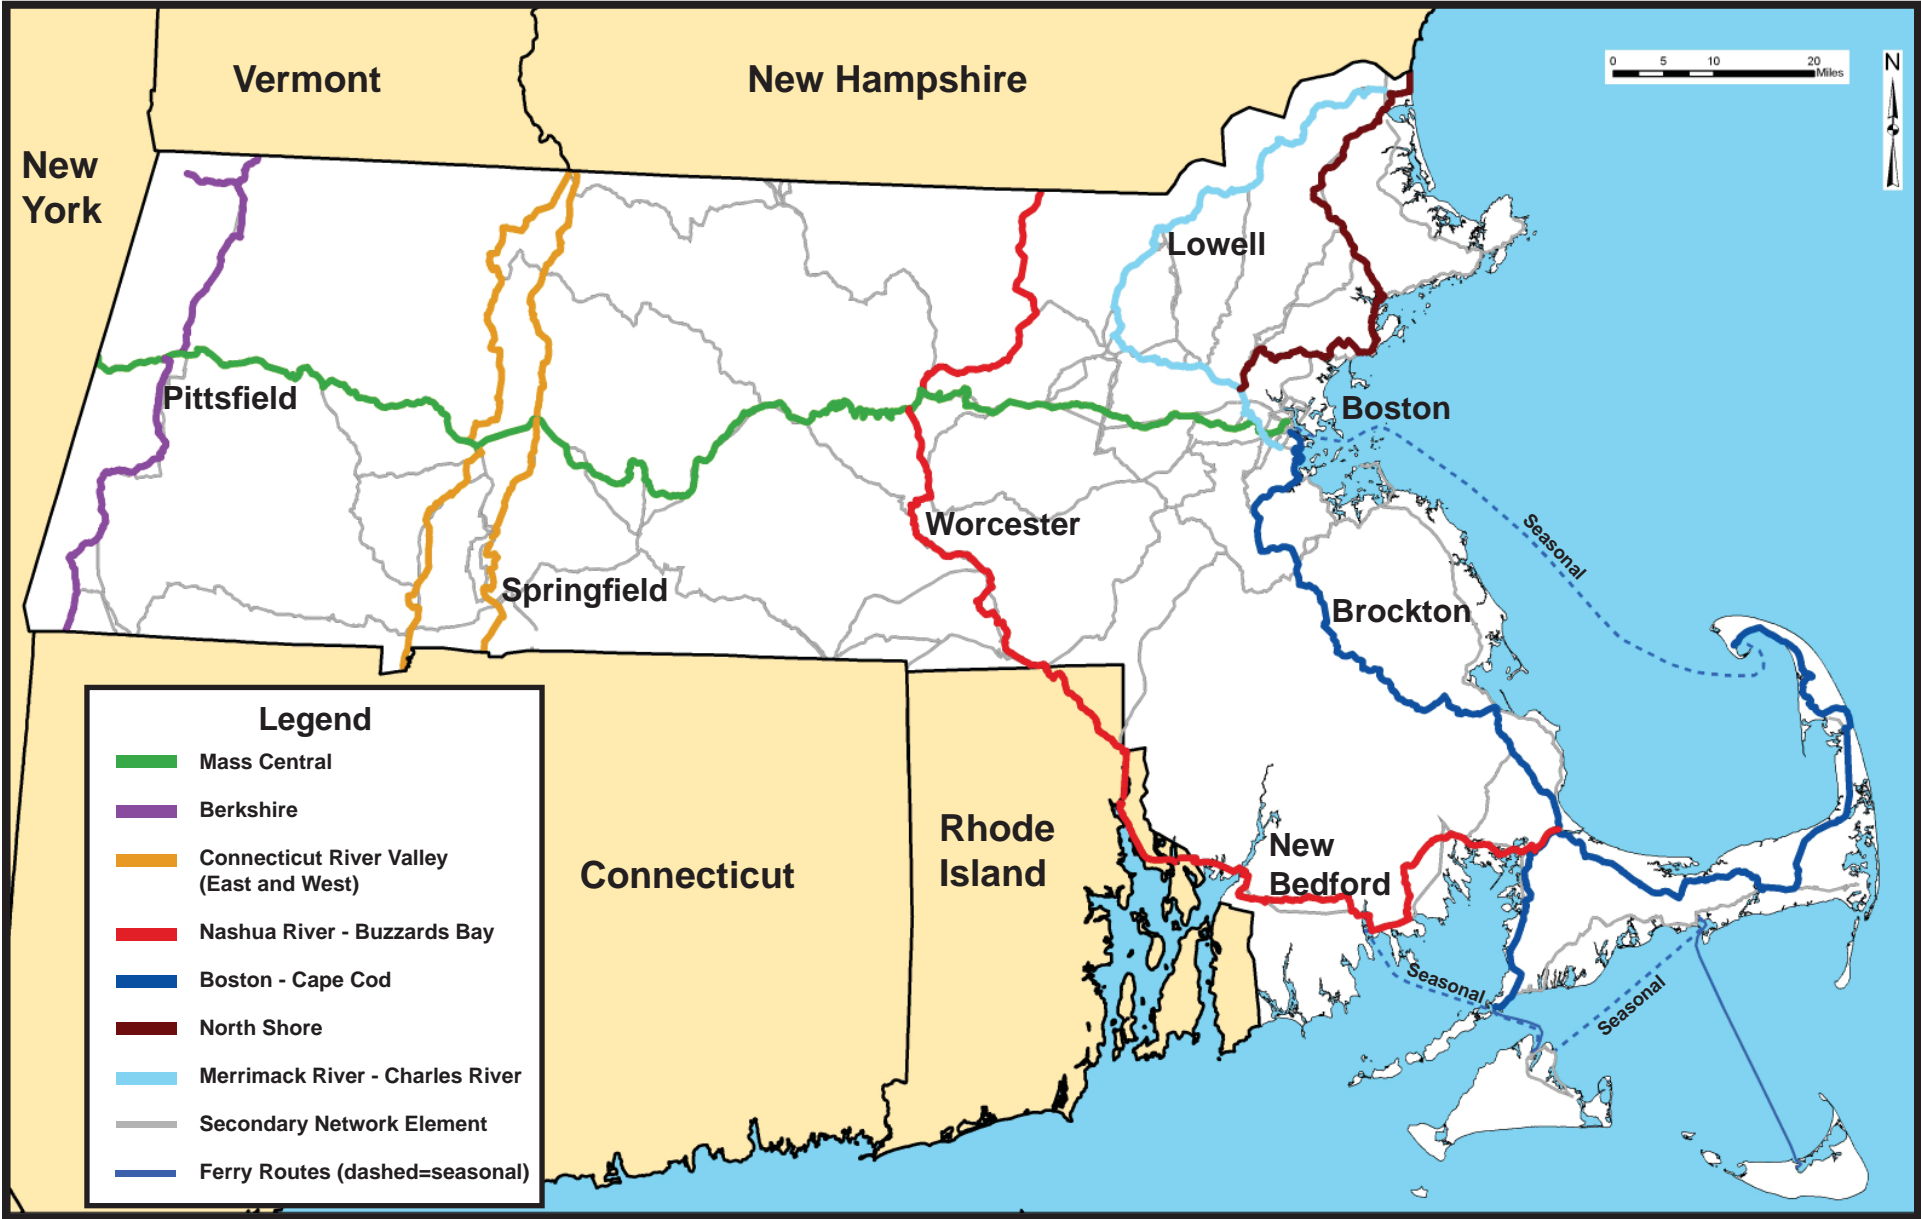 Vermont
New Hampshire
0 5 10 20
Miles
N
New
York
Lowell
Pittsfield
Boston
Worcester
Seasonal
Springfield
Brockton
Legend
Mass Central
Berkshire
Connecticut River Valley
(East and West)
Nashua River - Buzzards Bay
Boston - Cape Cod
North Shore
Merrimack River - Charles River
Secondary Network Element
Ferry Routes (dashed=seasonal)
Connecticut
Rhode
Island
New
Bedford
Seasonal
Seasonal